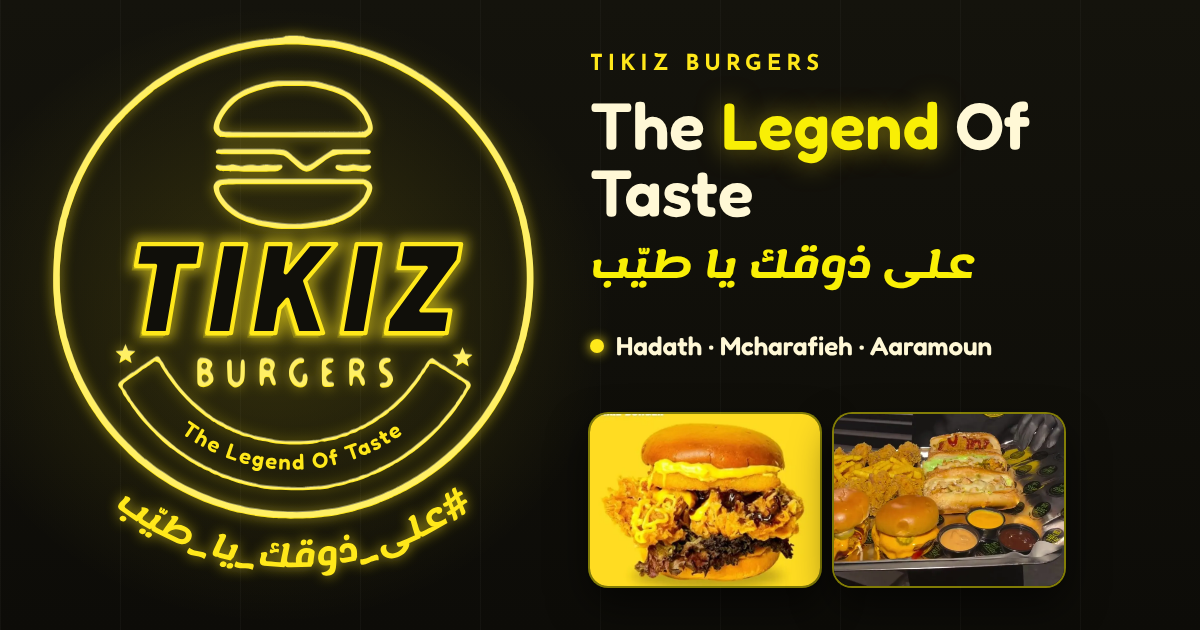 TIKIZ
BURGERS
The Legend Of Taste
#على_ذوقك_يا_طيّب
TIKIZ BURGERS
The Legend Of
Taste
على ذوقك يا طيّب
Hadath · Mcharafieh · Aaramoun